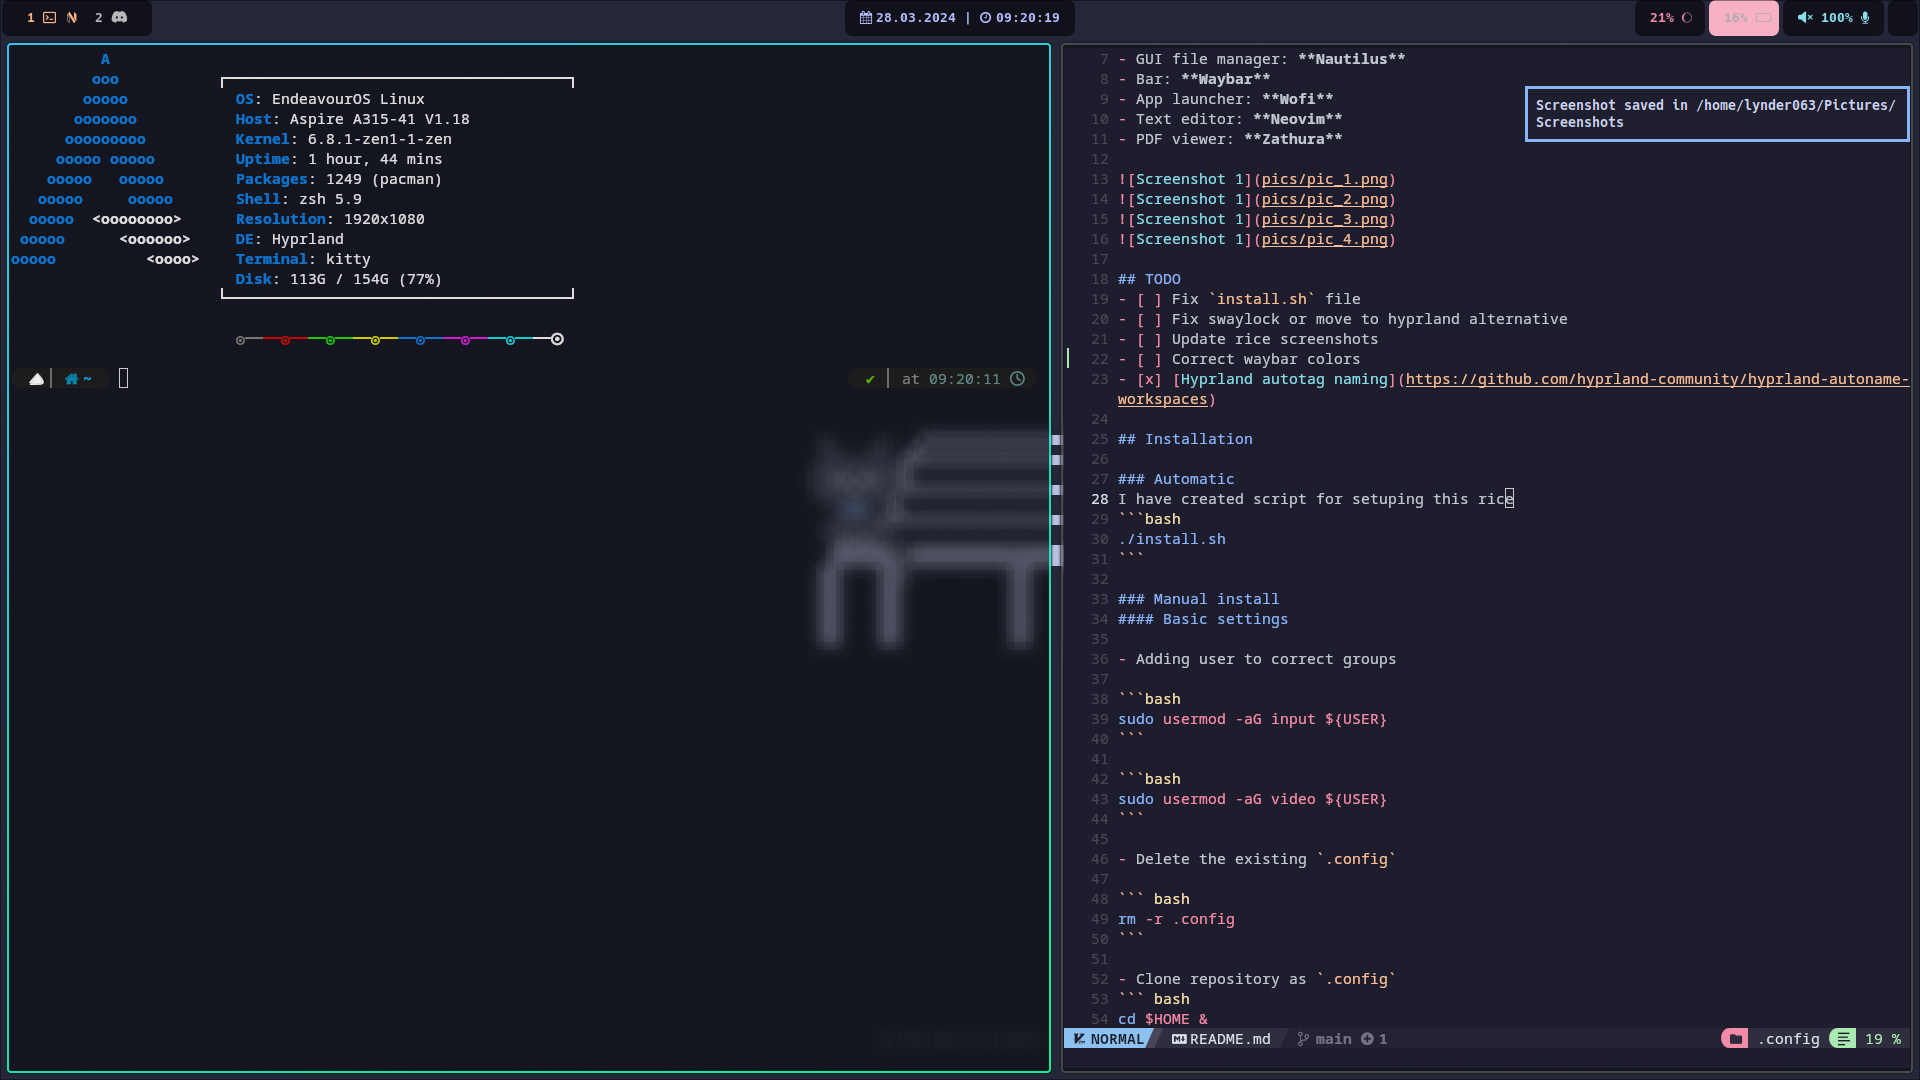 1 2
28.03.2024 | 09:20:19
21% 16% 100%
A
ooo
ooooo
ooooooo
ooooooooo
ooooo ooooo
ooooo ooooo
ooooo ooooo
ooooo <oooooooo>
ooooo <oooooo>
ooooo <oooo>
OS: EndeavourOS Linux
Host: Aspire A315-41 V1.18
Kernel: 6.8.1-zen1-1-zen
Uptime: 1 hour, 44 mins
Packages: 1249 (pacman)
Shell: zsh 5.9
Resolution: 1920x1080
DE: Hyprland
Terminal: kitty
Disk: 113G / 154G (77%)
~
✔ at 09:20:11
7 - GUI file manager: **Nautilus**
8 - Bar: **Waybar**
9 - App launcher: **Wofi**
10 - Text editor: **Neovim**
11 - PDF viewer: **Zathura**
12
13 ![Screenshot 1](pics/pic_1.png)
14 ![Screenshot 1](pics/pic_2.png)
15 ![Screenshot 1](pics/pic_3.png)
16 ![Screenshot 1](pics/pic_4.png)
17
18 ## TODO
19 - [ ] Fix `install.sh` file
20 - [ ] Fix swaylock or move to hyprland alternative
21 - [ ] Update rice screenshots
22 - [ ] Correct waybar colors
23 - [x] [Hyprland autotag naming](https://github.com/hyprland-community/hyprland-autoname-
workspaces)
24
25 ## Installation
26
27 ### Automatic
28 I have created script for setuping this rice
29 ```bash
30 ./install.sh
31 ```
32
33 ### Manual install
34 #### Basic settings
35
36 - Adding user to correct groups
37
38 ```bash
39 sudo usermod -aG input ${USER}
40 ```
41
42 ```bash
43 sudo usermod -aG video ${USER}
44 ```
45
46 - Delete the existing `.config`
47
48 ``` bash
49 rm -r .config
50 ```
51
52 - Clone repository as `.config`
53 ``` bash
54 cd $HOME &
Screenshot saved in /home/lynder063/Pictures/
Screenshots
NORMAL README.md main 1 .config 19 %